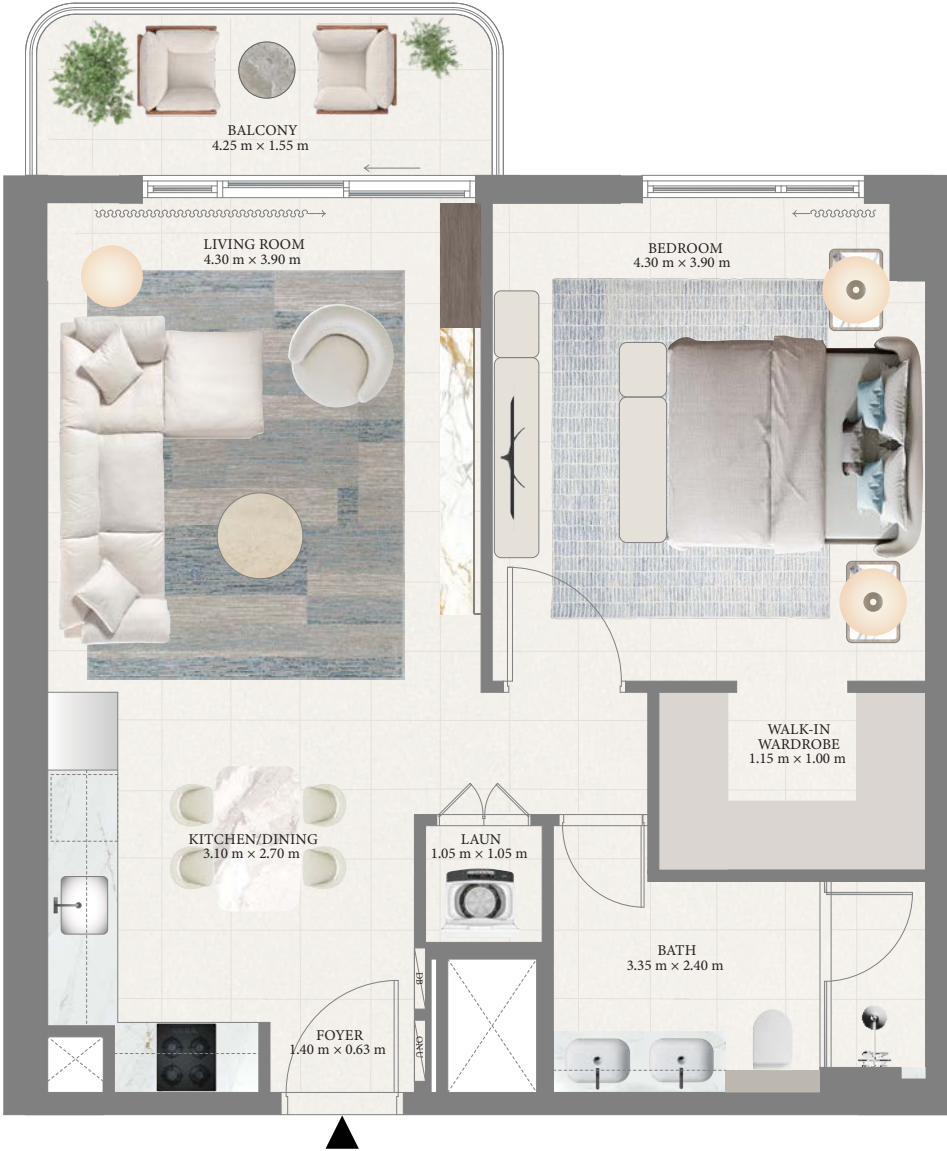 BALCONY
4.25 m × 1.55 m
LIVING ROOM
4.30 m × 3.90 m
BEDROOM
4.30 m × 3.90 m
WALK-IN
WARDROBE
1.15 m × 1.00 m
KITCHEN/DINING
3.10 m × 2.70 m
LAUN
1.05 m × 1.05 m
BATH
3.35 m × 2.40 m
DB
FOYER
1.40 m × 0.63 m
ONU